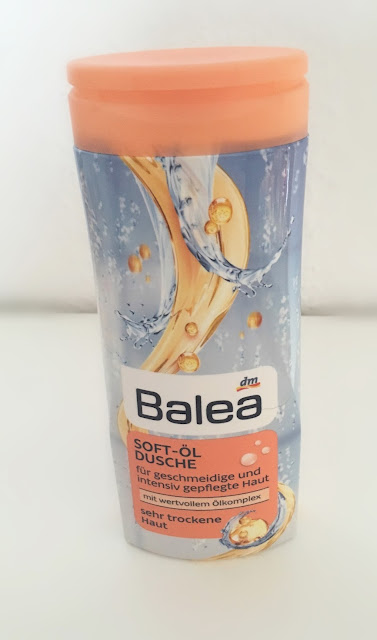 dm
Balea
SOFT-ÖL
DUSCHE
für geschmeidige und
intensiv gepflegte Haut
mit wertvollem Ölkomplex
sehr trockene
Haut